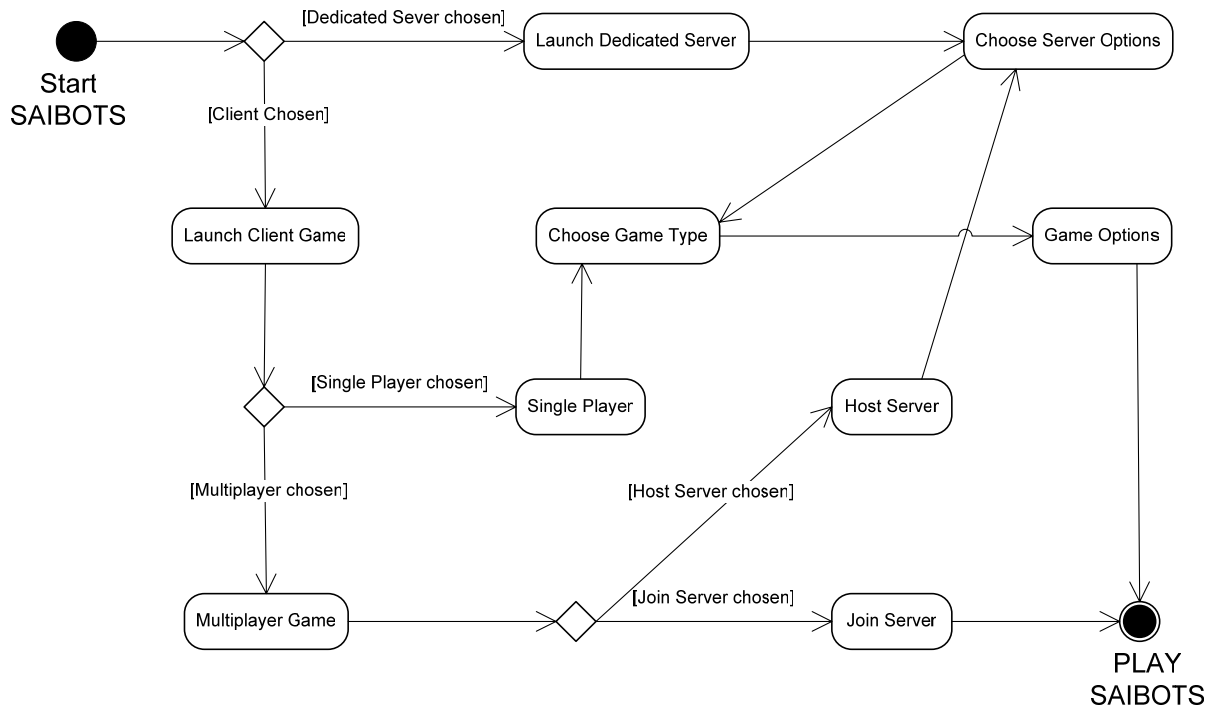 [Dedicated Sever chosen]
Launch Dedicated Server
Choose Server Options
Start
SAIBOTS
[Client Chosen]
Launch Client Game
Choose Game Type
Game Options
[Single Player chosen]
Single Player
Host Server
[Multiplayer chosen]
[Host Server chosen]
[Join Server chosen]
Multiplayer Game
Join Server
PLAY
SAIBOTS